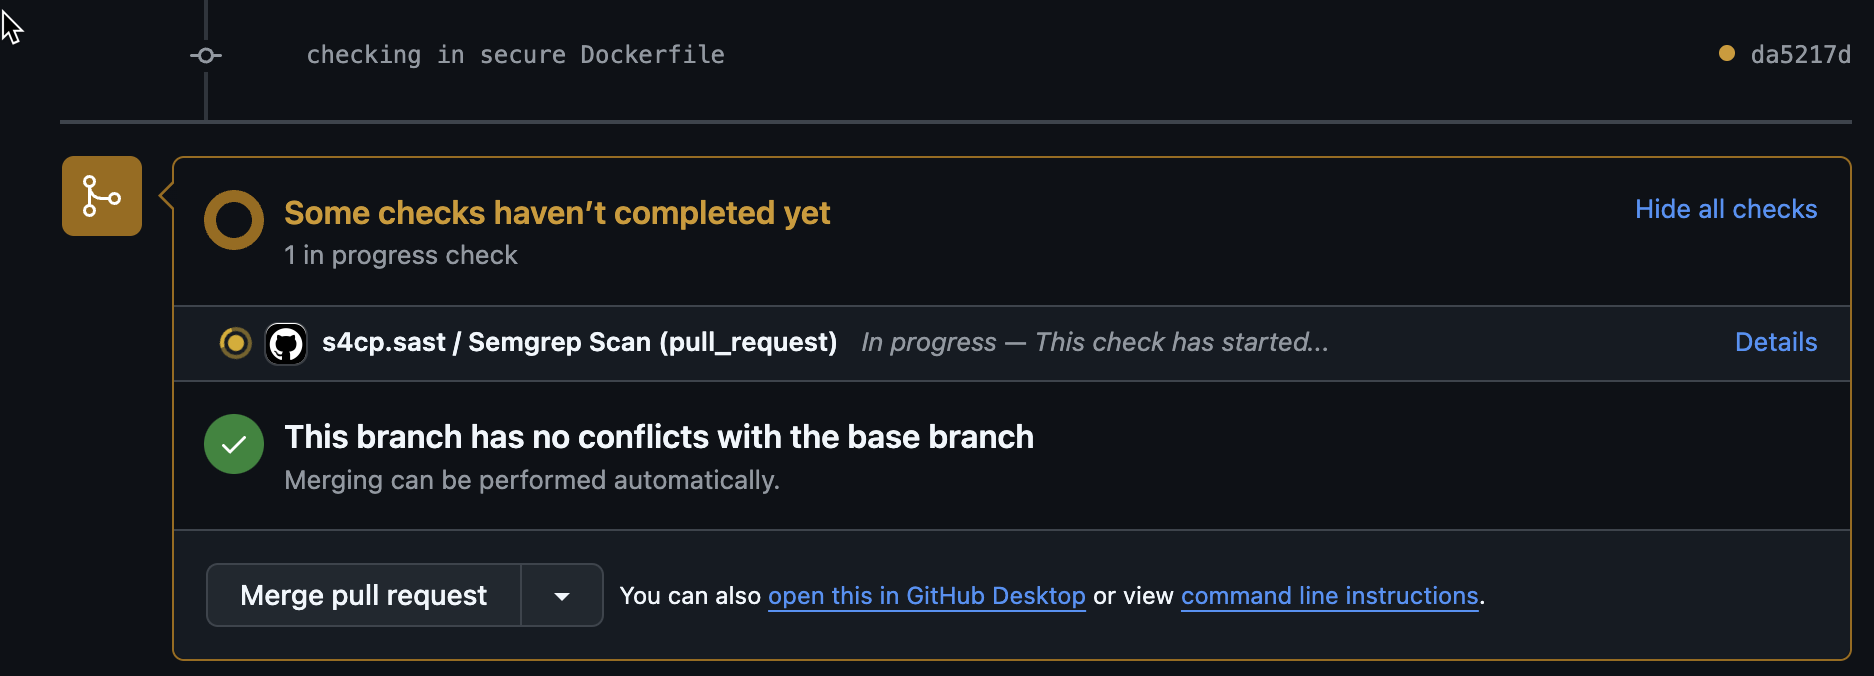 checking in secure Dockerfile da5217d
Some checks haven’t completed yet Hide all checks
1 in progress check
s4cp.sast / Semgrep Scan (pull_request) In progress — This check has started... Details
This branch has no conflicts with the base branch
Merging can be performed automatically.
Merge pull request You can also open this in GitHub Desktop or view command line instructions.